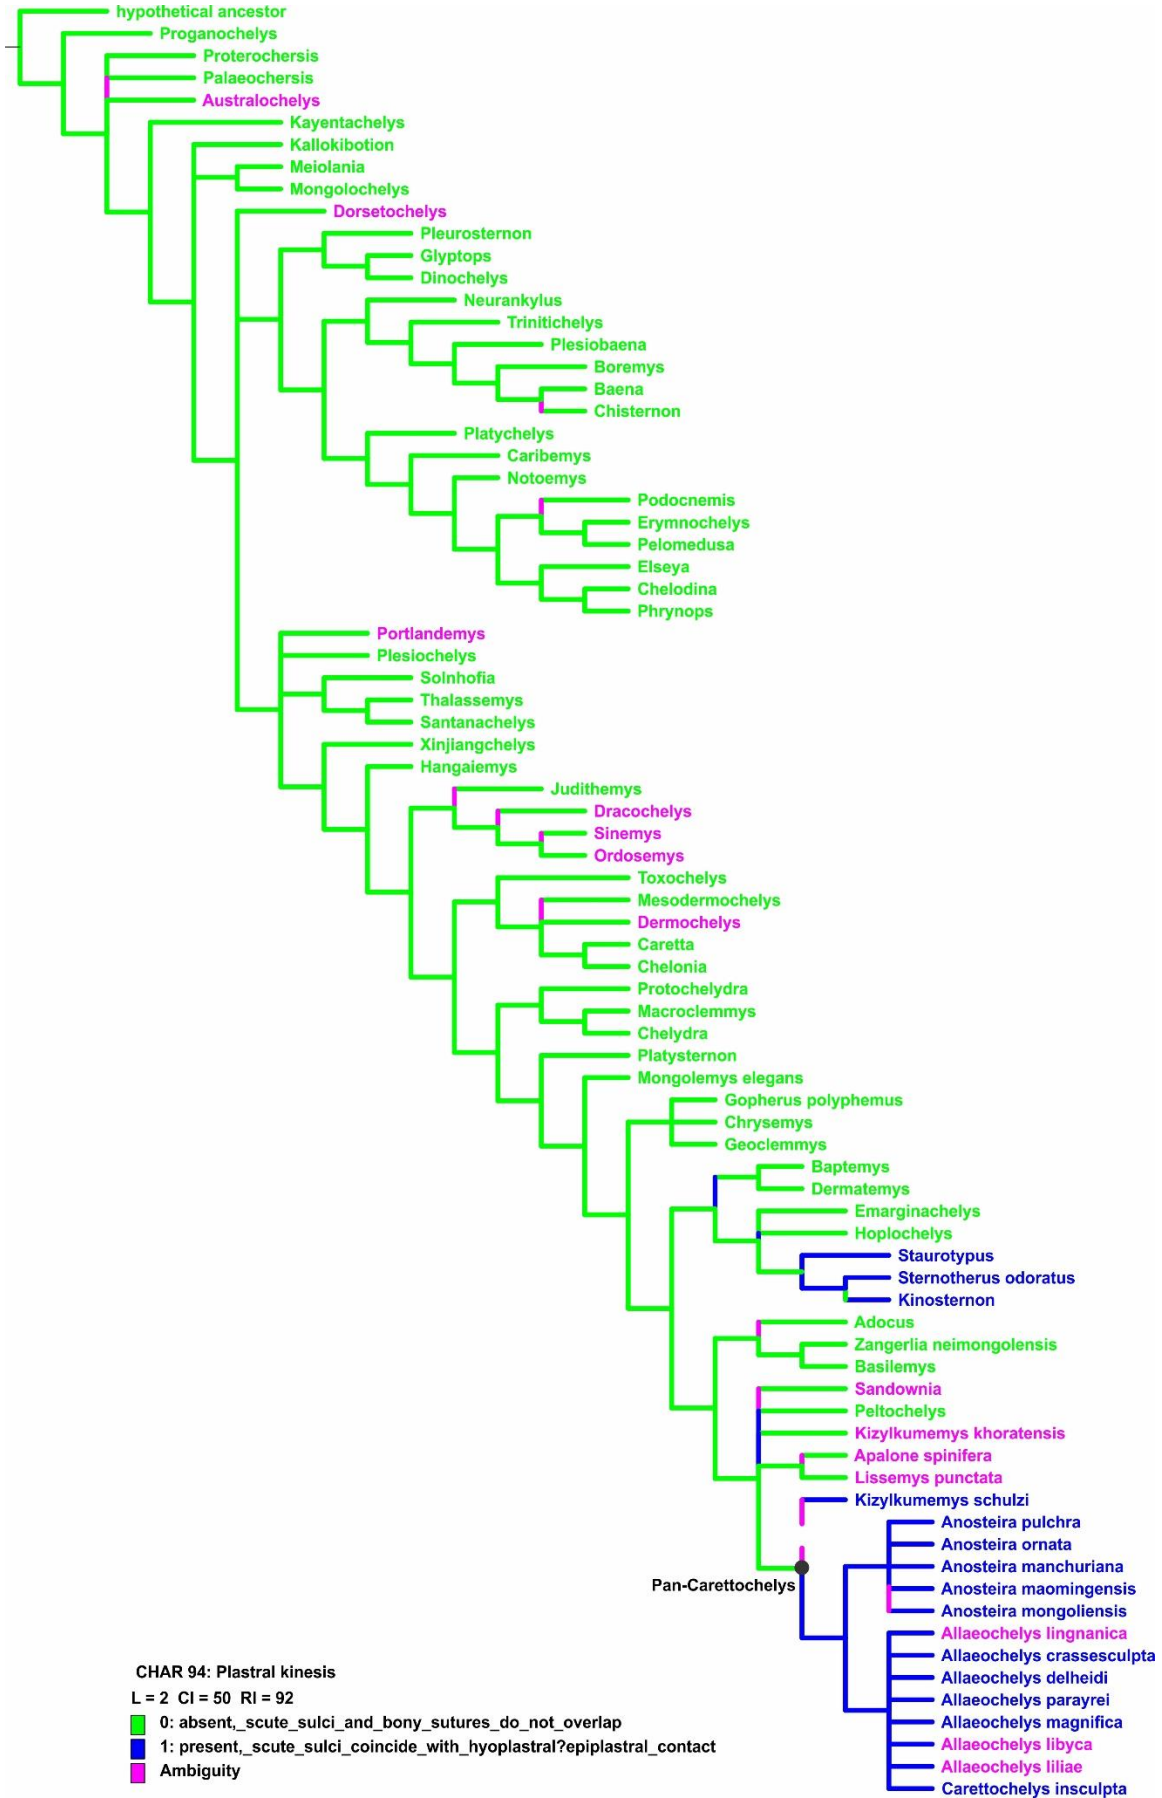 hypothetical ancestor
Proganochelys
Proterochersis
Palaeochersis
Australochelys
Kayentachelys
Kallokibotion
Meiolania
Mongolochelys
Dorsetochelys
Pleurosternon
Glyptops
Dinochelys
Neurankylus
Trinitichelys
Plesiobaena
Boremys
Baena
Chisternon
Platychelys
Caribemys
Notoemys
Podocnemis
Erymnochelys
Pelomedusa
Elseya
Chelodina
Phrynops
Portlandemys
Plesiochelys
Solnhofia
Thalassemys
Santanachelys
Xinjiangchelys
Hangaiemys
Judithemys
Dracochelys
Sinemys
Ordosemys
Toxochelys
Mesodermochelys
Dermochelys
Caretta
Chelonia
Protochelydra
Macroclemmys
Chelydra
Platysternon
Mongolemys elegans
Gopherus polyphemus
Chrysemys
Geoclemmys
Baptemys
Dermatemys
Emarginachelys
Hoplochelys
Staurotypus
Sternotherus odoratus
Kinosternon
Adocus
Zangerlia neimongolensis
Basilemys
Sandownia
Peltochelys
Kizylkumemys khoratensis
Apalone spinifera
Lissemys punctata
Kizylkumemys schulzi
Anosteira pulchra
Anosteira ornata
Anosteira manchuriana
Pan-Carettochelys
Anosteira maomingensis
Anosteira mongoliensis
Allaeochelys lingnanica
Allaeochelys crassesculpta
Allaeochelys delheidi
Allaeochelys parayrei
Allaeochelys magnifica
Allaeochelys libyca
Allaeochelys liliae
Carettochelys insculpta
CHAR 94: Plastral kinesis
L = 2 CI = 50 RI = 92
0: absent,_scute_sulci_and_bony_sutures_do_not_overlap
1: present,_scute_sulci_coincide_with_hyoplastral?epiplastral_contact
Ambiguity